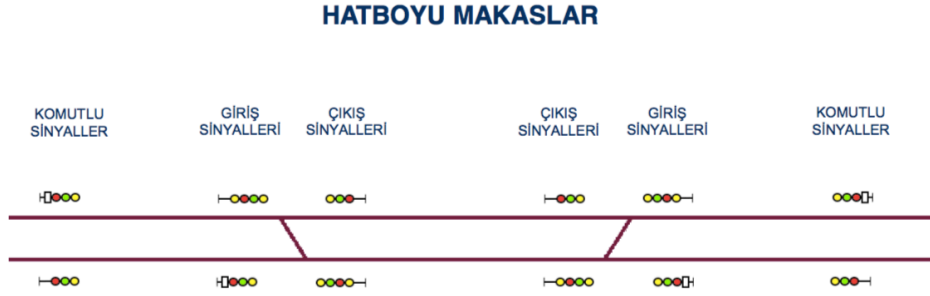 HATBOYU MAKASLAR
KOMUTLU
SİNYALLER
GİRİŞ
SİNYALLERİ
ÇIKIŞ
SİNYALLERİ
ÇIKIŞ
SİNYALLERİ
GİRİŞ
SİNYALLERİ
KOMUTLU
SİNYALLER